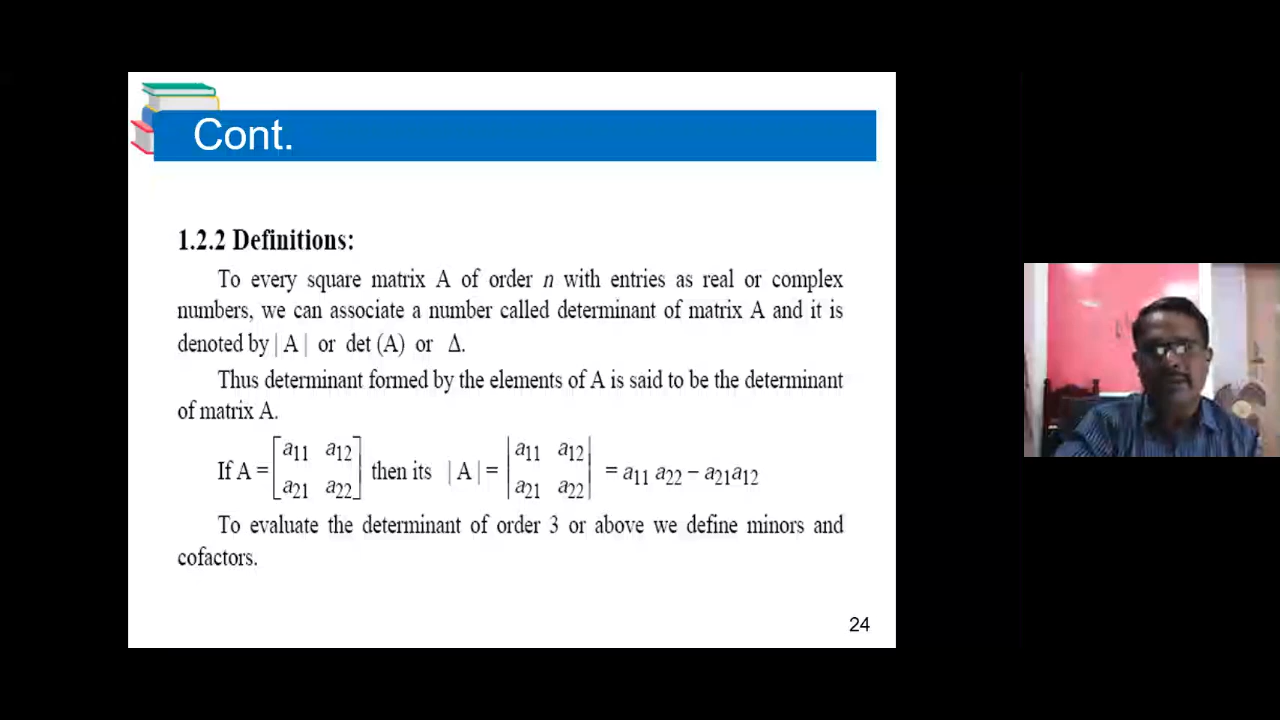 Cont.
1.2.2 Definitions:
To every square matrix A of order n with entries as real or complex
numbers, we can associate a number called determinant of matrix A and it is
denoted by | A | or det (A) or Δ.
Thus determinant formed by the elements of A is said to be the determinant
of matrix A.
If A = [a11 a12; a21 a22] then its | A | = |a11 a12; a21 a22| = a11 a22 − a21a12
To evaluate the determinant of order 3 or above we define minors and
cofactors.
24